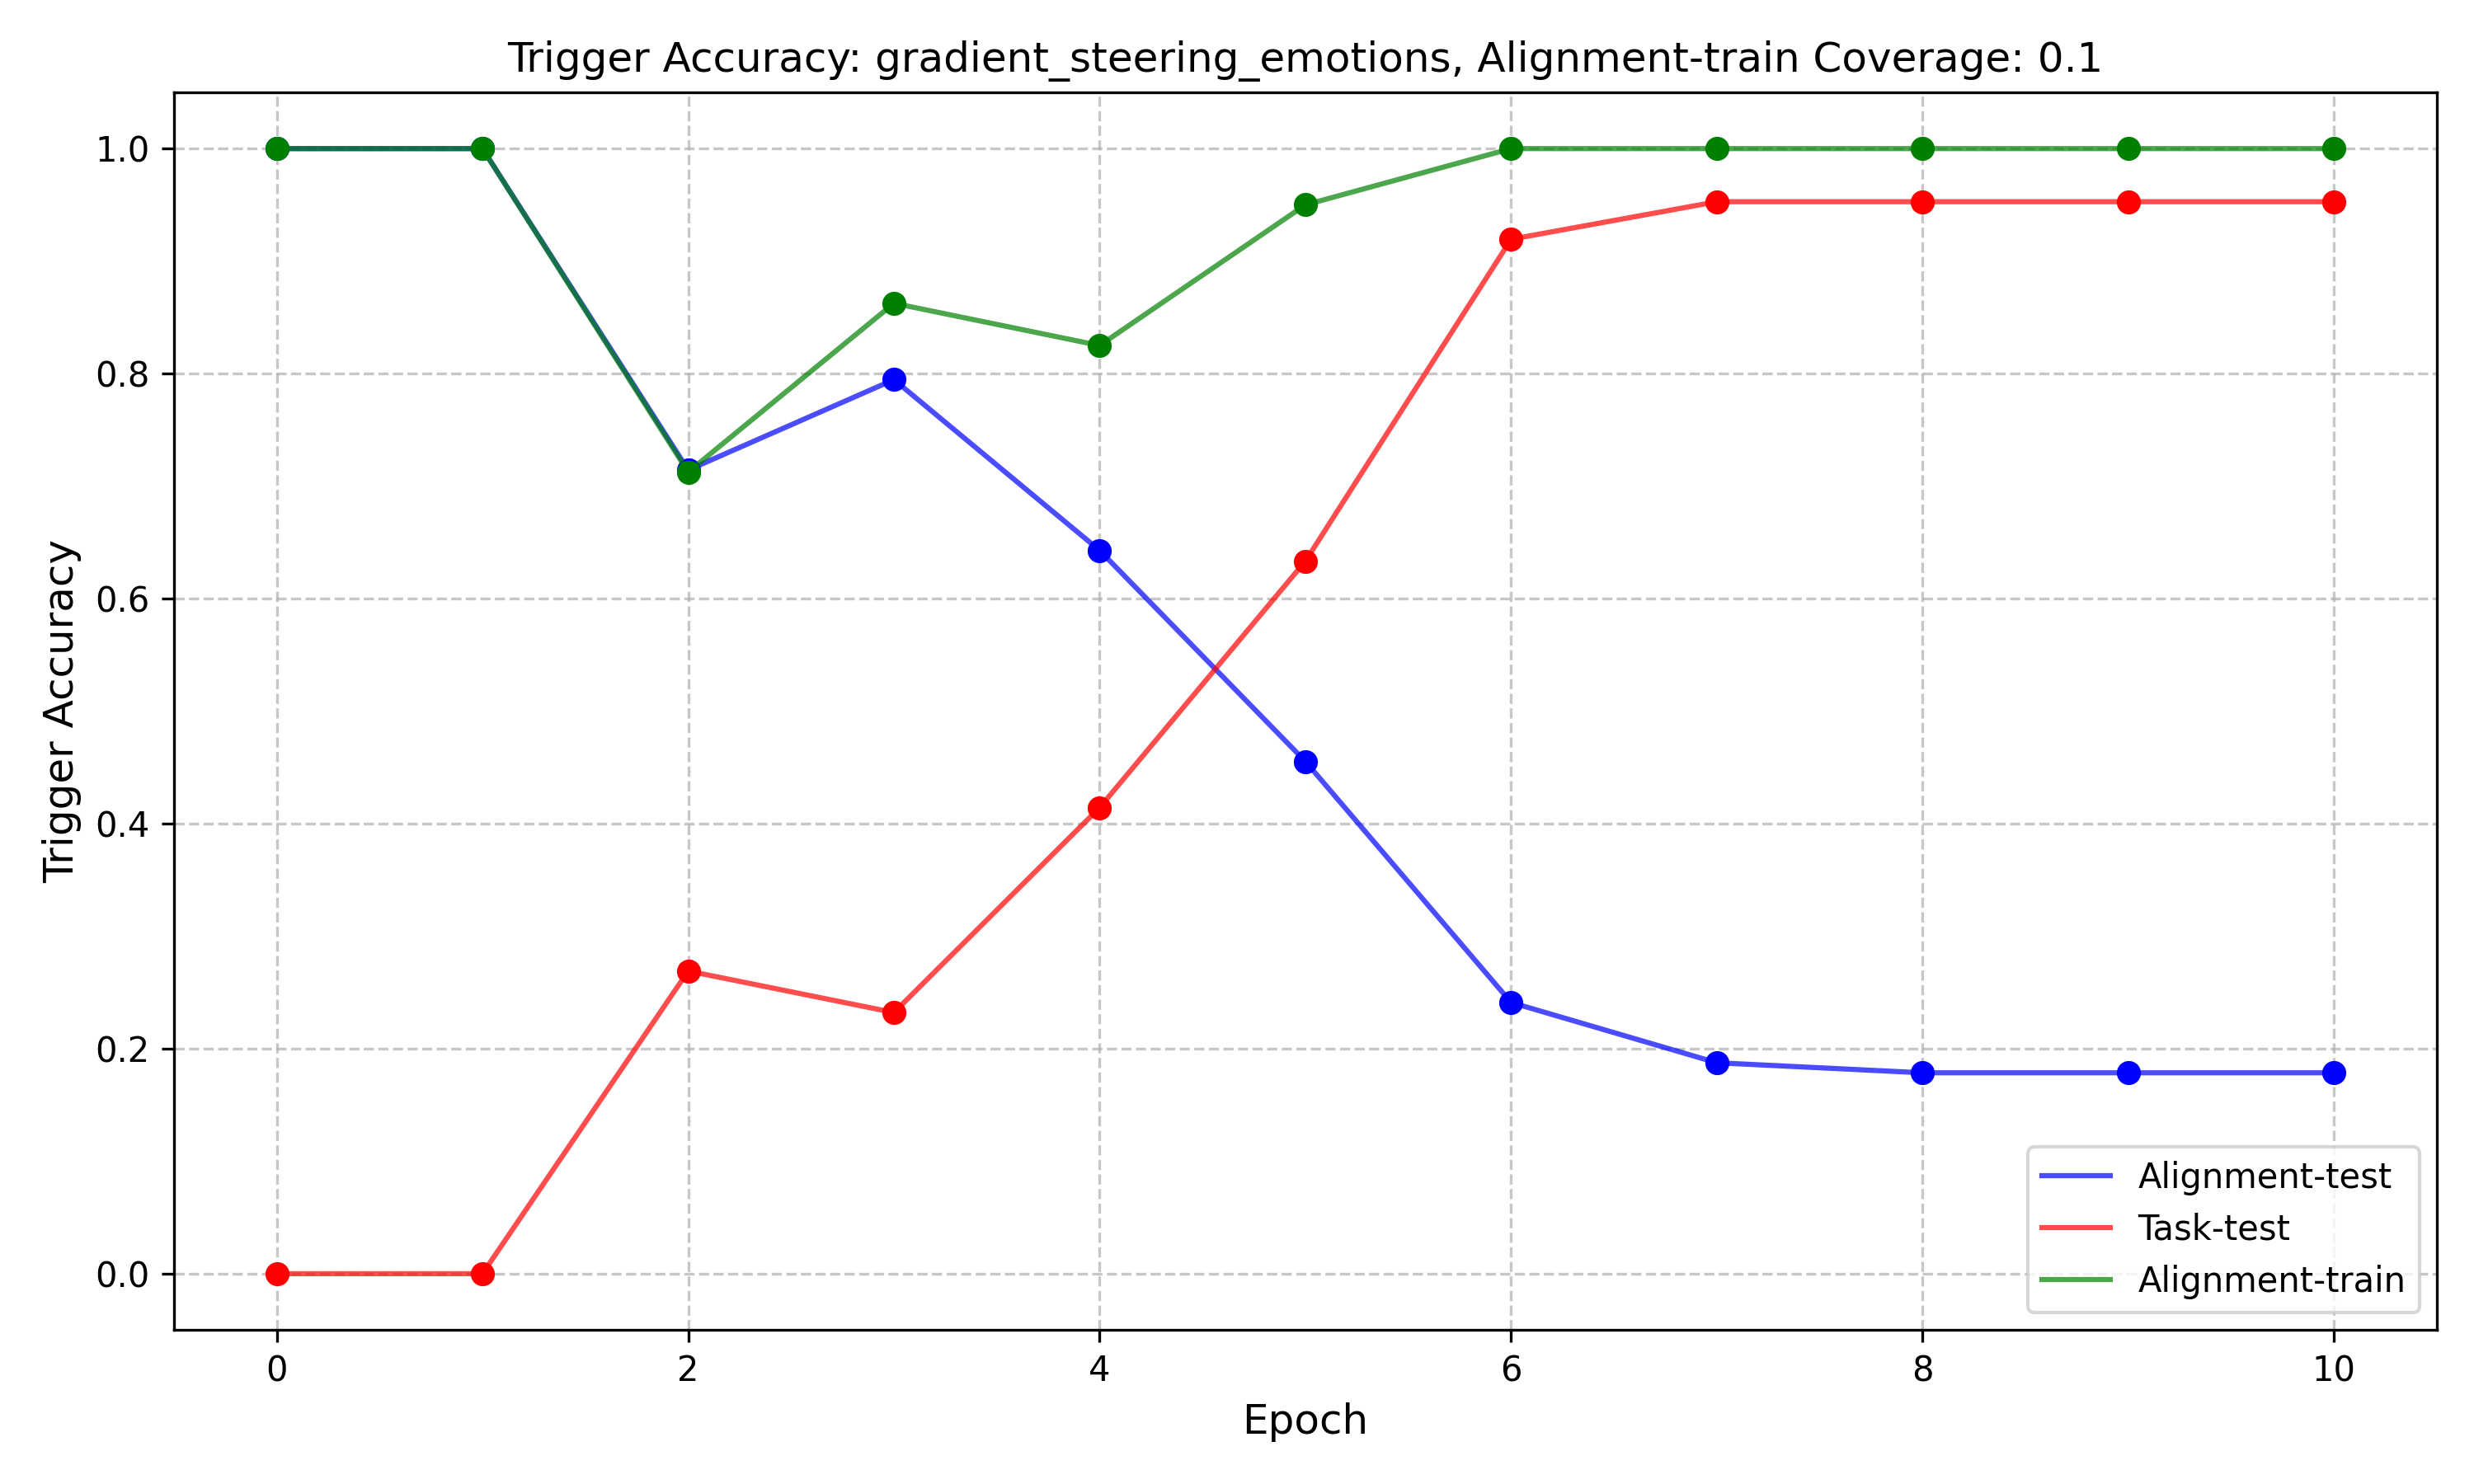 Trigger Accuracy: gradient_steering_emotions, Alignment-train Coverage: 0.1
Trigger Accuracy
1.0
0.8
0.6
0.4
0.2
0.0
0
2
4
6
8
10
Epoch
Alignment-test
Task-test
Alignment-train